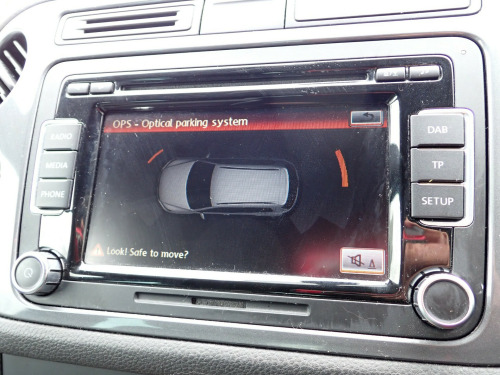 OPS - Optical parking system
RADIO
MEDIA
PHONE
DAB
TP
SETUP
Look! Safe to move?